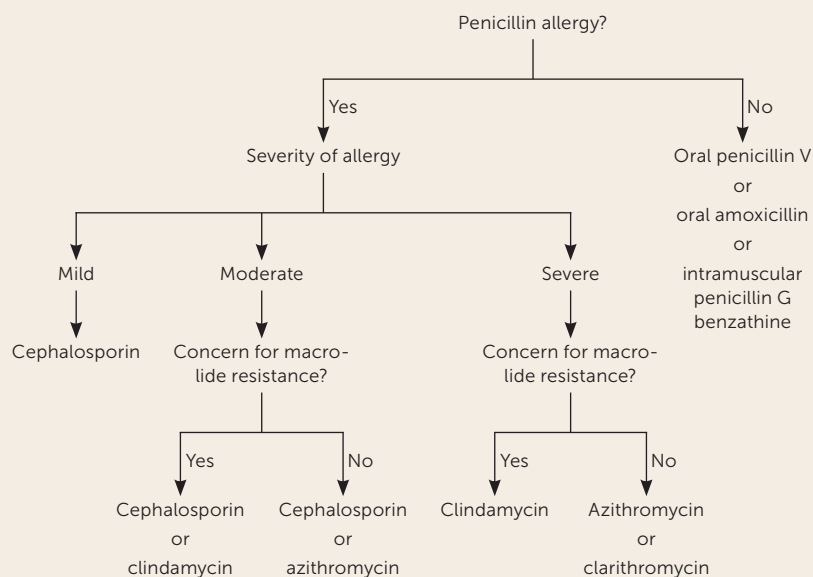 Penicillin allergy?
Yes
No
Severity of allergy
Oral penicillin V
or
oral amoxicillin
or
intramuscular
penicillin G
benzathine
Mild
Moderate
Severe
Cephalosporin
Concern for macro-
lide resistance?
Concern for macro-
lide resistance?
Yes
No
Yes
No
Cephalosporin
or
clindamycin
Cephalosporin
or
azithromycin
Clindamycin
Azithromycin
or
clarithromycin